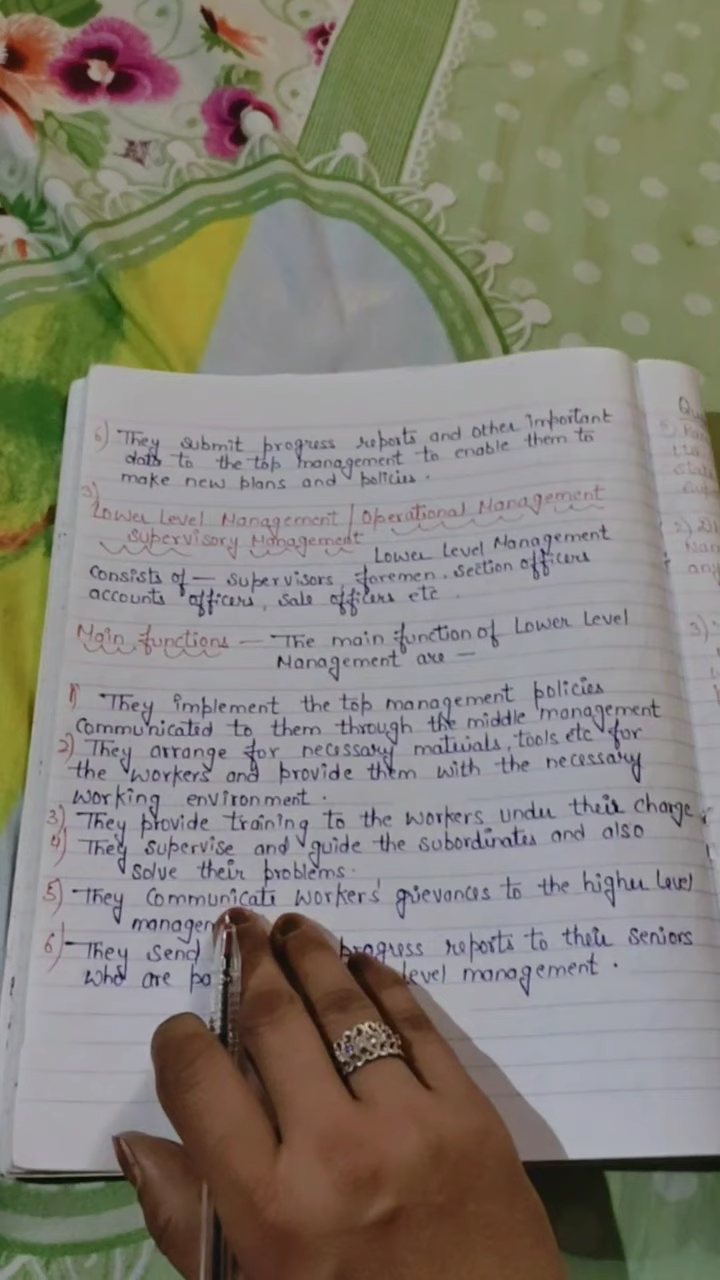 6) They submit progress reports and other important
data to the top management to enable them to
make new plans and policies.
3)
Lower Level Management / Operational Management
Supervisory Management
Lower Level Management
consists of — supervisors, foremen, section officers
accounts officers, sale officers etc.
Main functions — The main function of Lower Level
Management are —
1) They implement the top management policies
communicated to them through the middle management
2) They arrange for necessary materials, tools etc for
the workers and provide them with the necessary
working environment.
3) They provide training to the workers under their charge
4) They supervise and guide the subordinates and also
solve their problems.
5) They communicate workers' grievances to the higher level
6) They send progress reports to their seniors
who are level management.
Qu
5)
2)
3)